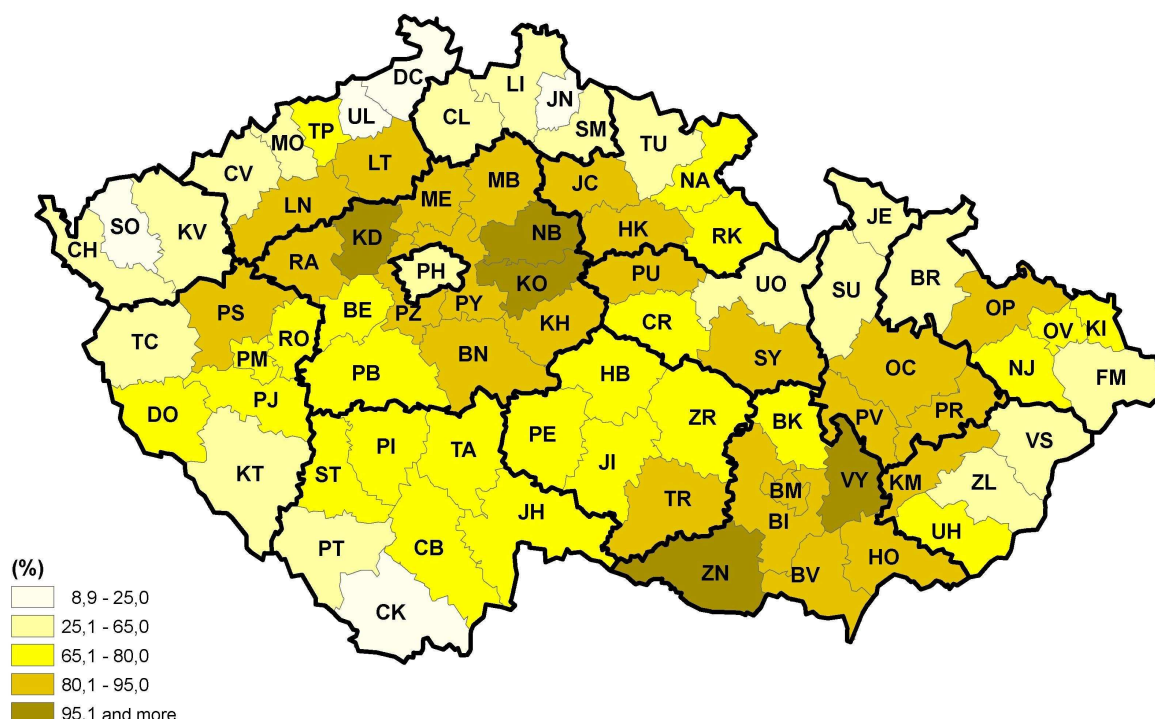 DC
LI
JN
UL
CL
SM
TP
MO
TU
CV
LT
NA
MB
JC
ME
LN
JE
SO
KV
KD
NB
HK
RK
CH
BR
RA
PH
KO
PU
UO
SU
OP
PS
BE
PZ
PY
KH
CR
OV
KI
TC
RO
PM
BN
SY
OC
NJ
FM
PB
HB
DO
PJ
ZR
PV
PR
BK
VS
PE
TA
PI
ST
KT
JI
VY
KM
ZL
BM
TR
JH
BI
UH
PT
CB
HO
ZN
BV
CK
(%)
8,9 - 25,0
25,1 - 65,0
65,1 - 80,0
80,1 - 95,0
95,1 and more